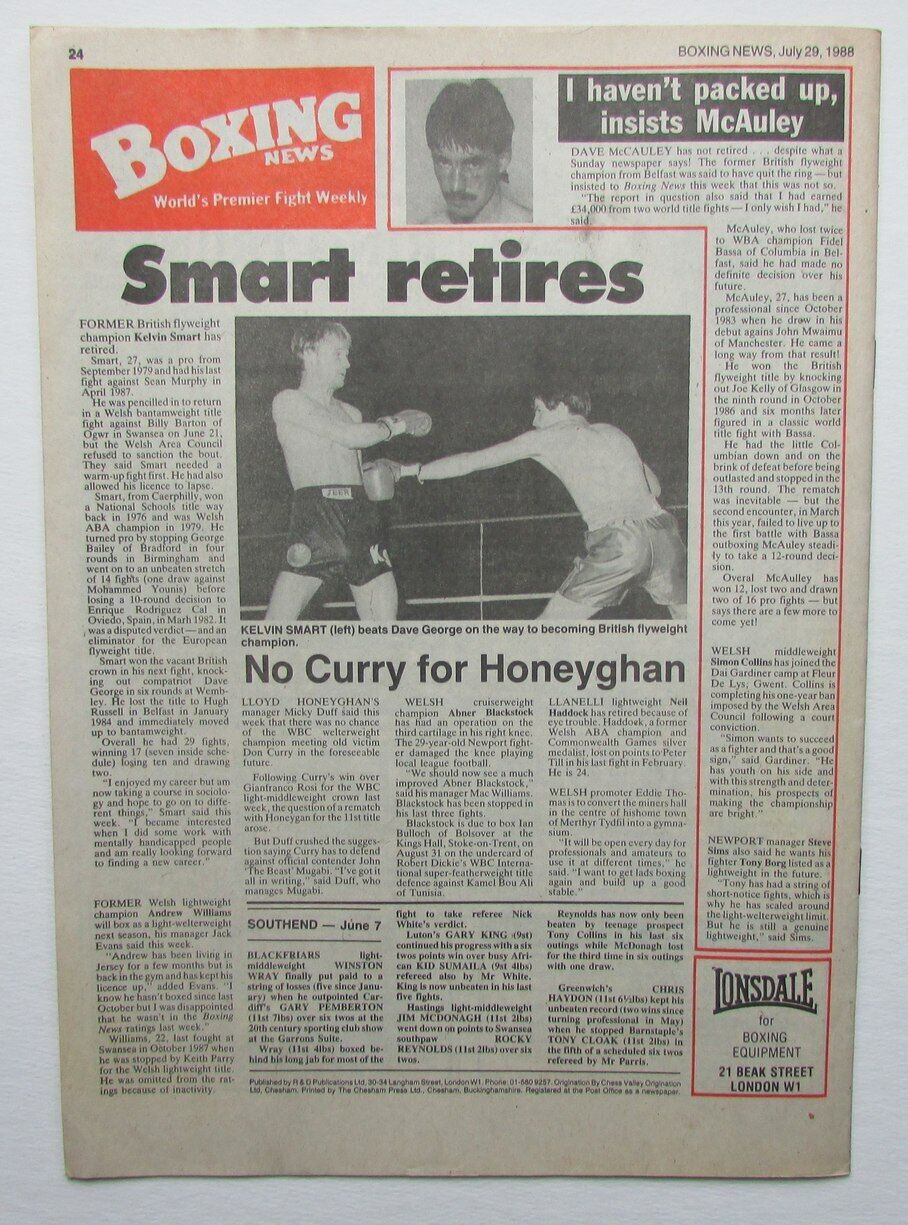 24
BOXING NEWS, July 29, 1988
BOXING
NEWS
World's Premier Fight Weekly
I haven't packed up,
insists McAuley
DAVE McCAULEY has not retired . . . despite what a
Sunday newspaper says! The former British flyweight
champion from Belfast was said to have quit the ring — but
insisted to Boxing News this week that this was not so.
"The report in question also said that I had earned
£34,000 from two world title fights — I only wish I had," he
said.
McAuley, who lost twice
to WBA champion Fidel
Bassa of Columbia in Bel-
fast, said he had made no
definite decision over his
future.
McAuley, 27, has been a
professional since October
1983 when he drew in his
debut agains John Mwaimu
of Manchester. He came a
long way from that result!
He won the British
flyweight title by knocking
out Joe Kelly of Glasgow in
the ninth round in October
1986 and six months later
figured in a classic world
title fight with Bassa.
He had the little Col-
umbian down and on the
brink of defeat before being
outlasted and stopped in the
13th round. The rematch
was inevitable — but the
second encounter, in March
this year, failed to live up to
the first battle with Bassa
outboxing McAuley steadi-
ly to take a 12-round deci-
sion.
Overal McAulley has
won 12, lost two and drawn
two of 16 pro fights — but
says there are a few more to
come yet!
WELSH middleweight
Simon Collins has joined the
Dai Gardiner camp at Fleur
De Lys, Gwent. Collins is
completing his one-year ban
imposed by the Welsh Area
Council following a court
conviction.
"Simon wants to succeed
as a fighter and that's a good
sign," said Gardiner. "He
has youth on his side and
with this strength and deter-
mination, his prospects of
making the championship
are bright."
NEWPORT manager Steve
Sims also said he wants his
fighter Tony Borg listed as a
lightweight in the future.
"Tony has had a string of
short-notice fights, which is
why he has scaled around
the light-welterweight limit.
But he is still a genuine
lightweight," said Sims.
Smart retires
FORMER British flyweight
champion Kelvin Smart has
retired.
Smart, 27, was a pro from
September 1979 and had his last
fight against Sean Murphy in
April 1987.
He was pencilled in to return
in a Welsh bantamweight title
fight against Billy Barton of
Ogwr in Swansea on June 21,
but the Welsh Area Council
refused to sanction the bout.
They said Smart needed a
warm-up fight first. He had also
allowed his licence to lapse.
Smart, from Caerphilly, won
a National Schools title way
back in 1976 and was Welsh
ABA champion in 1979. He
turned pro by stopping George
Bailey of Bradford in four
rounds in Birmingham and
went on to an unbeaten stretch
of 14 fights (one draw against
Mohammed Younis) before
losing a 10-round decision to
Enrique Rodriguez Cal in
Oviedo, Spain, in Marh 1982. It
was a disputed verdict — and an
eliminator for the European
flyweight title.
Smart won the vacant British
crown in his next fight, knock-
ing out compatriot Dave
George in six rounds at Wemb-
ley. He lost the title to Hugh
Russell in Belfast in January
1984 and immediately moved
up to bantamweight.
Overall he had 29 fights,
winning 17 (seven inside sche-
dule) losing ten and drawing
two.
"I enjoyed my career but am
now taking a course in sociolo-
gy and hope to go on to diffe-
rent things," Smart said this
week. "I became interested
when I did some work with
mentally handicapped people
and am really looking forward
to finding a new career."
FORMER Welsh lightweight
champion Andrew Williams
will box as a light-welterweight
next season, his manager Jack
Evans said this week.
"Andrew has been living in
Jersey for a few months but is
back in the gym and has kept his
licence up," added Evans. "I
know he hasn't boxed since last
October but I was disappointed
that he wasn't in the Boxing
News ratings last week."
Williams, 22, last fought at
Swansea in October 1987 when
he was stopped by Keith Parry
for the Welsh lightweight title.
He was omitted from the rat-
ings because of inactivity.
JEER
K
KELVIN SMART (left) beats Dave George on the way to becoming British flyweight
champion.
No Curry for Honeyghan
LLOYD HONEYGHAN'S
manager Micky Duff said this
week that there was no chance
of the WBC welterweight
champion meeting old victim
Don Curry in the foreseable
future.
Following Curry's win over
Gianfranco Rosi for the WBC
light-middleweight crown last
week, the question of a rematch
with Honeygan for the 11st title
arose.
But Duff crushed the sugges-
tion saying Curry has to defend
against official contender John
'The Beast' Mugabi. "I've got it
all in writing," said Duff, who
manages Mugabi.
WELSH cruiserweight
champion Abner Blackstock
has had an operation on the
third cartilage in his right knee.
The 29-year-old Newport fight-
er damaged the knee playing
local league football.
"We should now see a much
improved Abner Blackstock,"
said his manager Mac Williams.
Blackstock has been stopped in
his last three fights.
Blackstock is due to box Ian
Bulloch of Bolsover at the
Kings Hall, Stoke-on-Trent, on
August 31 on the undercard of
Robert Dickie's WBC Interna-
tional super-featherweight title
defence against Kamel Bou Ali
of Tunisia.
LLANELLI lightweight Neil
Haddock has retired because of
eye trouble. Haddock, a former
Welsh ABA champion and
Commonwealth Games silver
medalist, lost on points to Peter
Till in his last fight in February.
He is 24.
WELSH promoter Eddie Tho-
mas is to convert the miners hall
in the centre of hishome town
of Merthyr Tydfil into a gymna-
sium.
"It will be open every day for
professionals and amateurs to
use it at different times," he
said. "I want to get lads boxing
again and build up a good
stable."
SOUTHEND — June 7
BLACKFRIARS light-
middleweight WINSTON
WRAY finally put paid to a
string of losses (five since Janu-
ary) when he outpointed Car-
diff's GARY PEMBERTON
(11st 7lbs) over six twos at the
20th century sporting club show
at the Garrons Suite.
Wray (11st 4lbs) boxed be-
hind his long jab for most of the
fight to take referee Nick
White's verdict.
Luton's GARY KING (9st)
continued his progress with a six
twos points win over busy Afri-
can KID SUMAILA (9st 4lbs)
refereed also by Mr White.
King is now unbeaten in his last
five fights.
Hastings light-middleweight
JIM MCDONAGH (11st 2lbs)
went down on points to Swansea
southpaw ROCKY
REYNOLDS (11st 2lbs) over six
twos.
Reynolds has now only been
beaten by teenage prospect
Tony Collins in his last six
outings while McDonagh lost
for the third time in six outings
with one draw.
Greenwich's CHRIS
HAYDON (11st 6½lbs) kept his
unbeaten record (two wins since
turning professional in May)
when he stopped Barnstaple's
TONY CLOAK (11st 2lbs) in
the fifth of a scheduled six twos
refereed by Mr Parris.
Published by R & O Publications Ltd, 30-34 Langham Street, London W1. Phone: 01-580 9257. Origination By Chess Valley Origination
Ltd, Chesham. Printed by The Chesham Press Ltd., Chesham, Buckinghamshire. Registered at the Post Office as a newspaper.
LONSDALE
for
BOXING
EQUIPMENT
21 BEAK STREET
LONDON W1